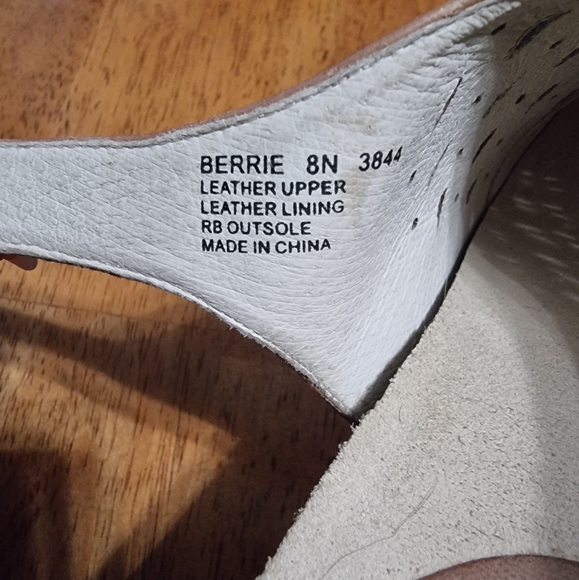 BERRIE 8N 3844
LEATHER UPPER
LEATHER LINING
RB OUTSOLE
MADE IN CHINA